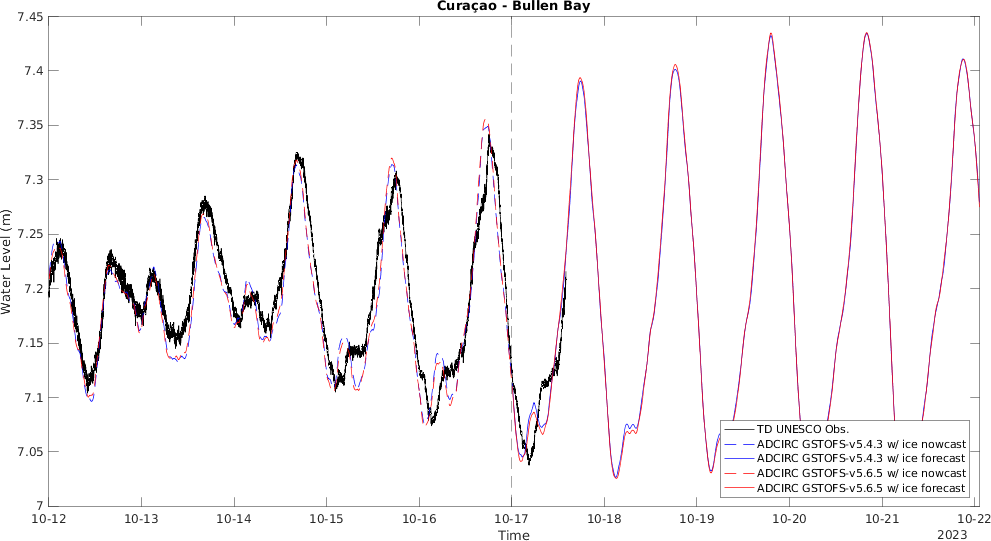 Curaçao - Bullen Bay
7.45
7.4
7.35
7.3
7.25
7.2
7.15
7.1
7.05
7
Water Level (m)
TD UNESCO Obs.
ADCIRC GSTOFS-v5.4.3 w/ ice nowcast
ADCIRC GSTOFS-v5.4.3 w/ ice forecast
ADCIRC GSTOFS-v5.6.5 w/ ice nowcast
ADCIRC GSTOFS-v5.6.5 w/ ice forecast
10-12 10-13 10-14 10-15 10-16 10-17 10-18 10-19 10-20 10-21 10-22
Time
2023